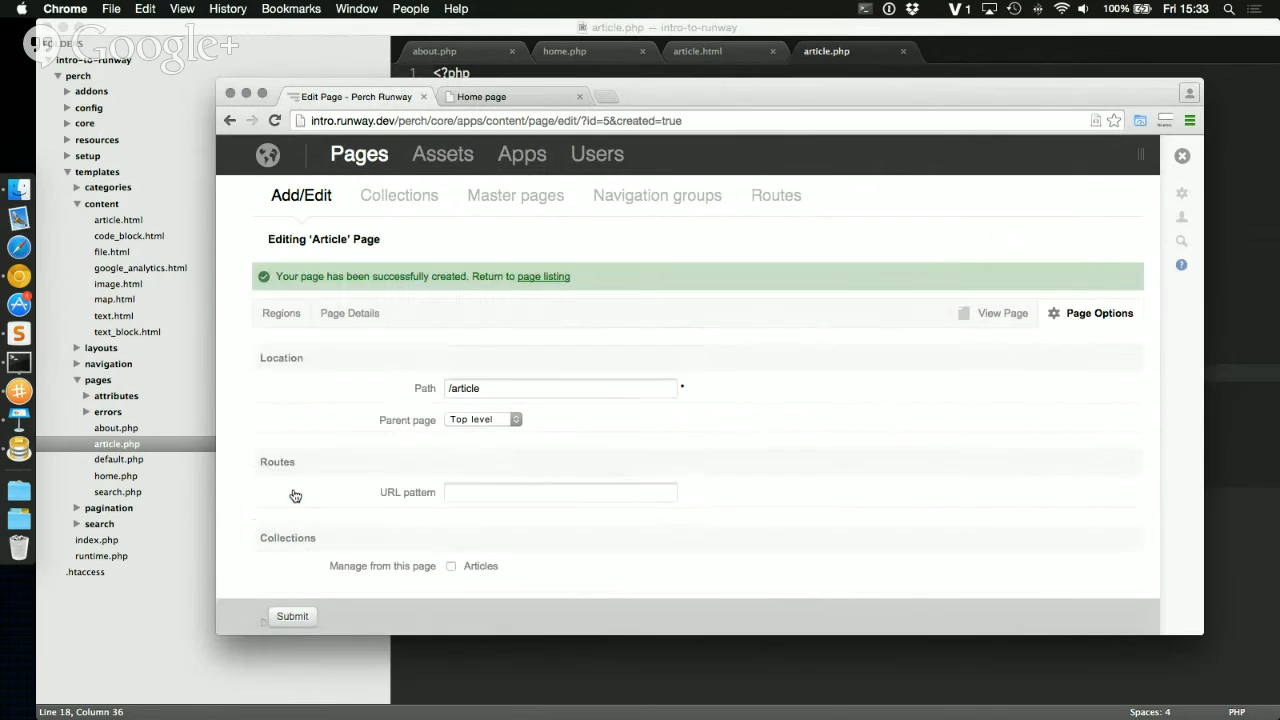 Chrome File Edit View History Bookmarks Window People Help
1 100% Fri 15:33
article.php — intro-to-runway
Google+
intro-to-runway
perch
addons
config
core
resources
setup
templates
categories
content
article.html
code_block.html
file.html
google_analytics.html
image.html
map.html
text.html
text_block.html
layouts
navigation
pages
attributes
errors
about.php
article.php
default.php
home.php
search.php
pagination
search
index.php
runtime.php
.htaccess
about.php × home.php × article.html × article.php ×
1 <?php
Edit Page - Perch Runway × Home page ×
intro.runway.dev/perch/core/apps/content/page/edit/?id=5&created=true
Pages Assets Apps Users
Add/Edit Collections Master pages Navigation groups Routes
Editing ‘Article’ Page
Your page has been successfully created. Return to page listing
Regions Page Details View Page Page Options
Location
Path /article *
Parent page Top level
Routes
URL pattern
Collections
Manage from this page Articles
Submit
Line 18, Column 36 Spaces: 4 PHP